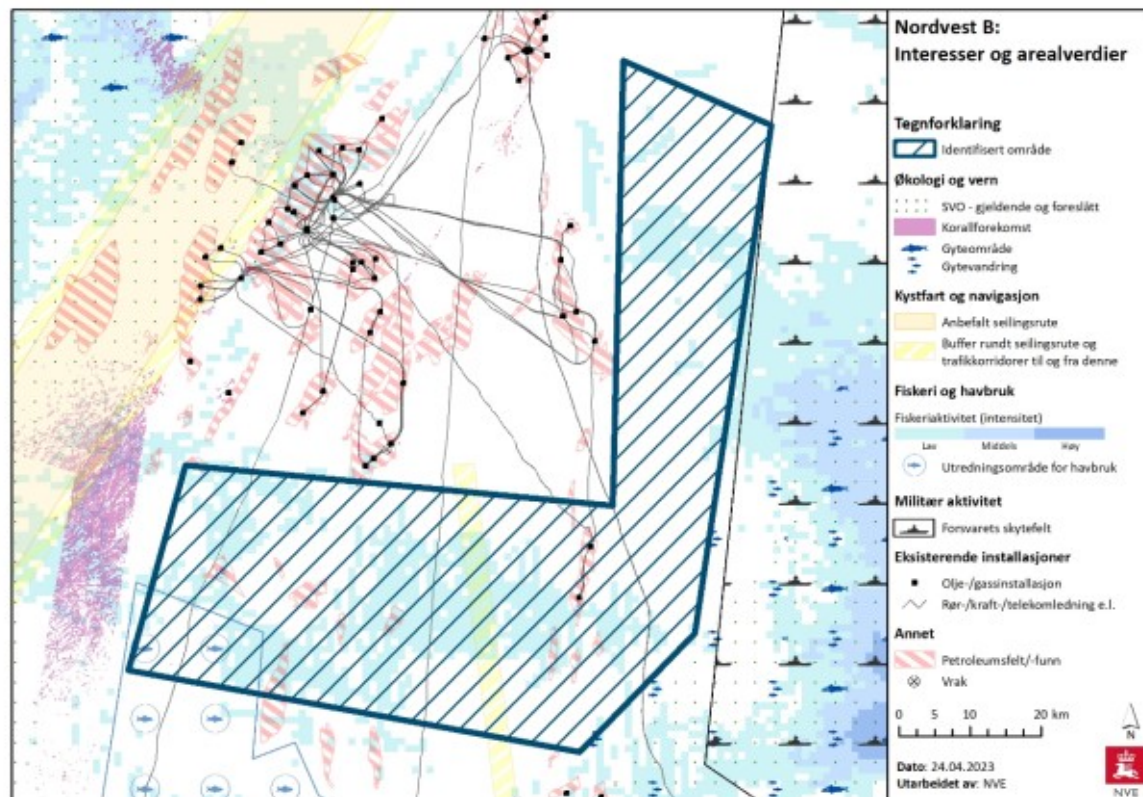 Nordvest B:
Interesser og arealverdier
Tegnforklaring
Identifisert område
Økologi og vern
SVO - gjeldende og foreslått
Korallforekomst
Gyteområde
Gytevandring
Kystfart og navigasjon
Anbefalt seilingsrute
Buffer rundt seilingsrute og
trafikkorridorer til og fra denne
Fiskeri og havbruk
Fiskeriaktivitet (intensitet)
Lav Middels Høy
Utredningsområde for havbruk
Militær aktivitet
Forsvarets skytefelt
Eksisterende installasjoner
Olje-/gassinstallasjon
Rør-/kraft-/telekomledning e.l.
Annet
Petroleumsfelt/-funn
Vrak
0 5 10 20 km
N
Dato: 24.04.2023
Utarbeidet av: NVE
NVE